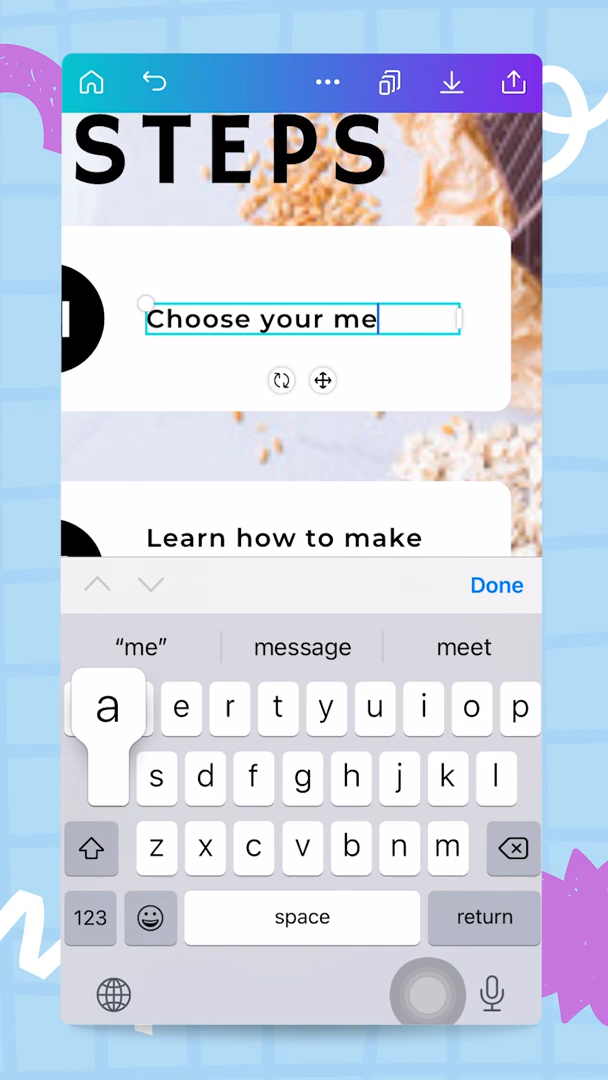 STEPS
Choose your me
Learn how to make
Done
“me” message meet
a e r t y u i o p
s d f g h j k l
z x c v b n m
123 space return